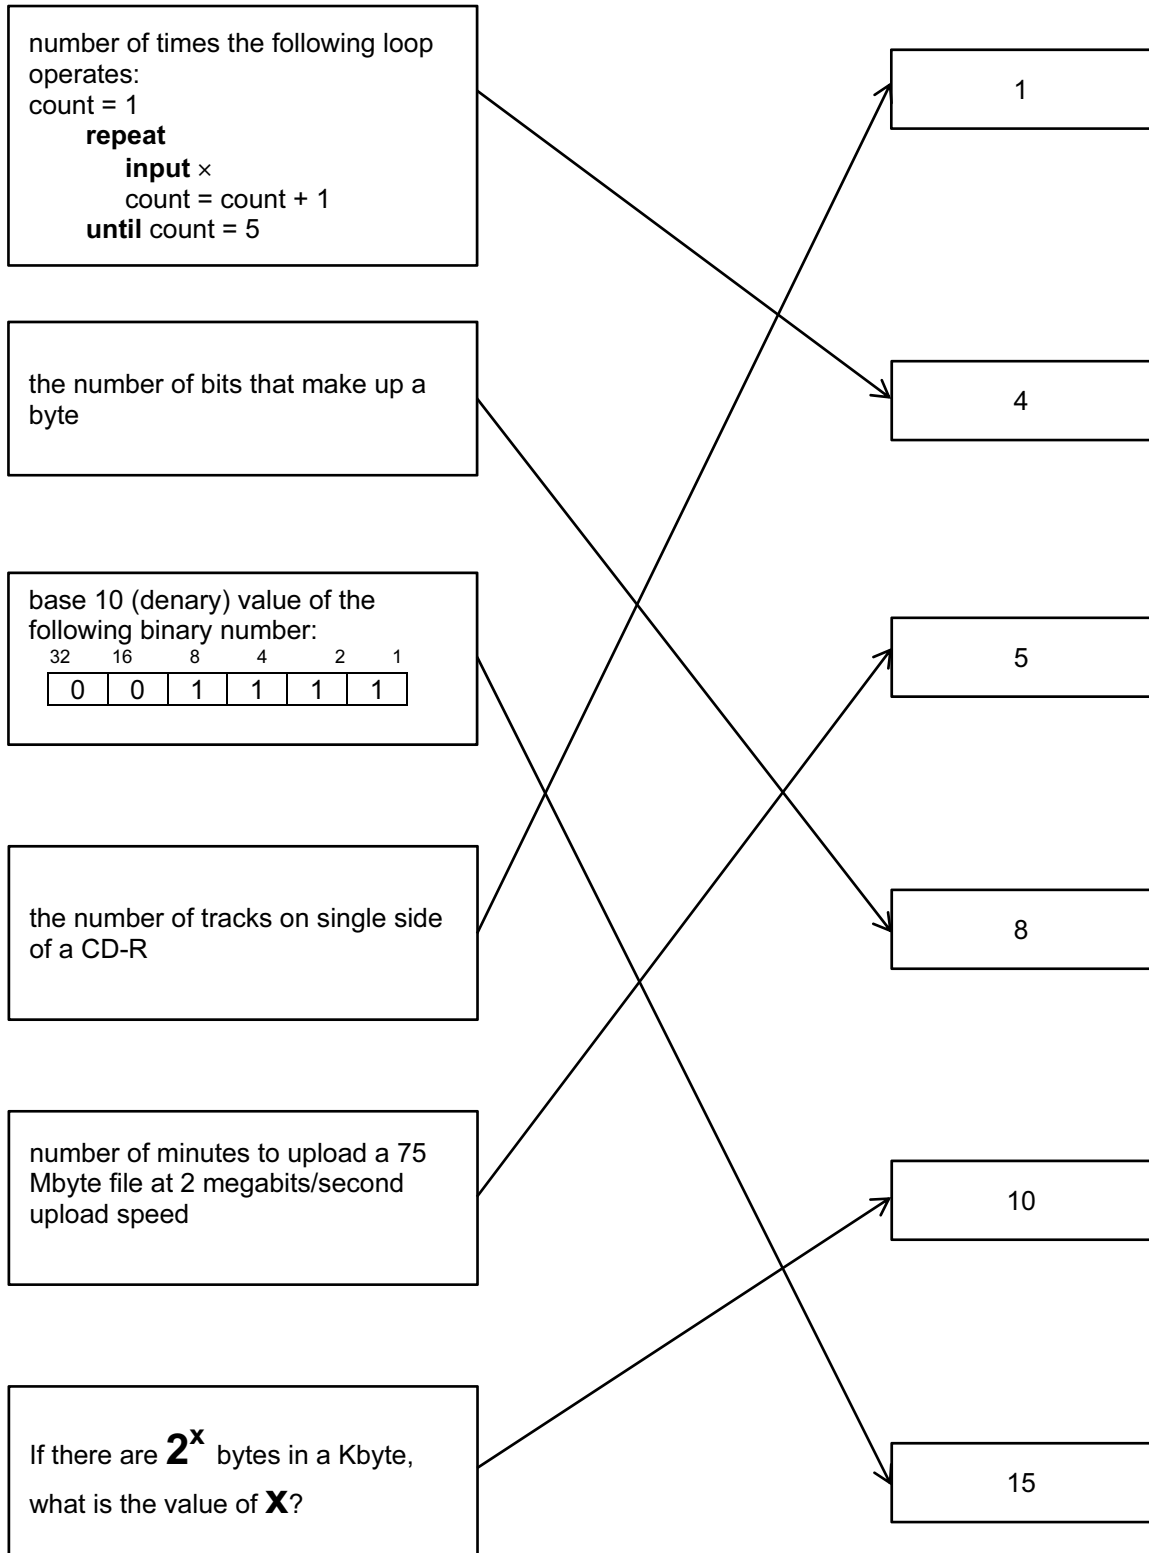 number of times the following loop
operates:
count = 1
repeat
input ×
count = count + 1
until count = 5
1
the number of bits that make up a
byte
4
base 10 (denary) value of the
following binary number:
32 16 8 4 2 1
0 0 1 1 1 1
5
the number of tracks on single side
of a CD-R
8
number of minutes to upload a 75
Mbyte file at 2 megabits/second
upload speed
10
If there are 2^x bytes in a Kbyte,
what is the value of x?
15